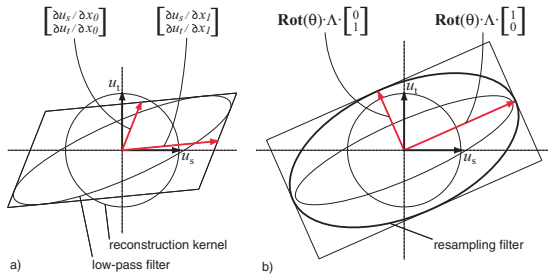 [∂u_s/∂x_0
∂u_t/∂x_0]
[∂u_s/∂x_1
∂u_t/∂x_1]
u_t
u_s
reconstruction kernel
low-pass filter
a)
Rot(θ)·Λ·[0
1]
Rot(θ)·Λ·[1
0]
u_t
u_s
resampling filter
b)